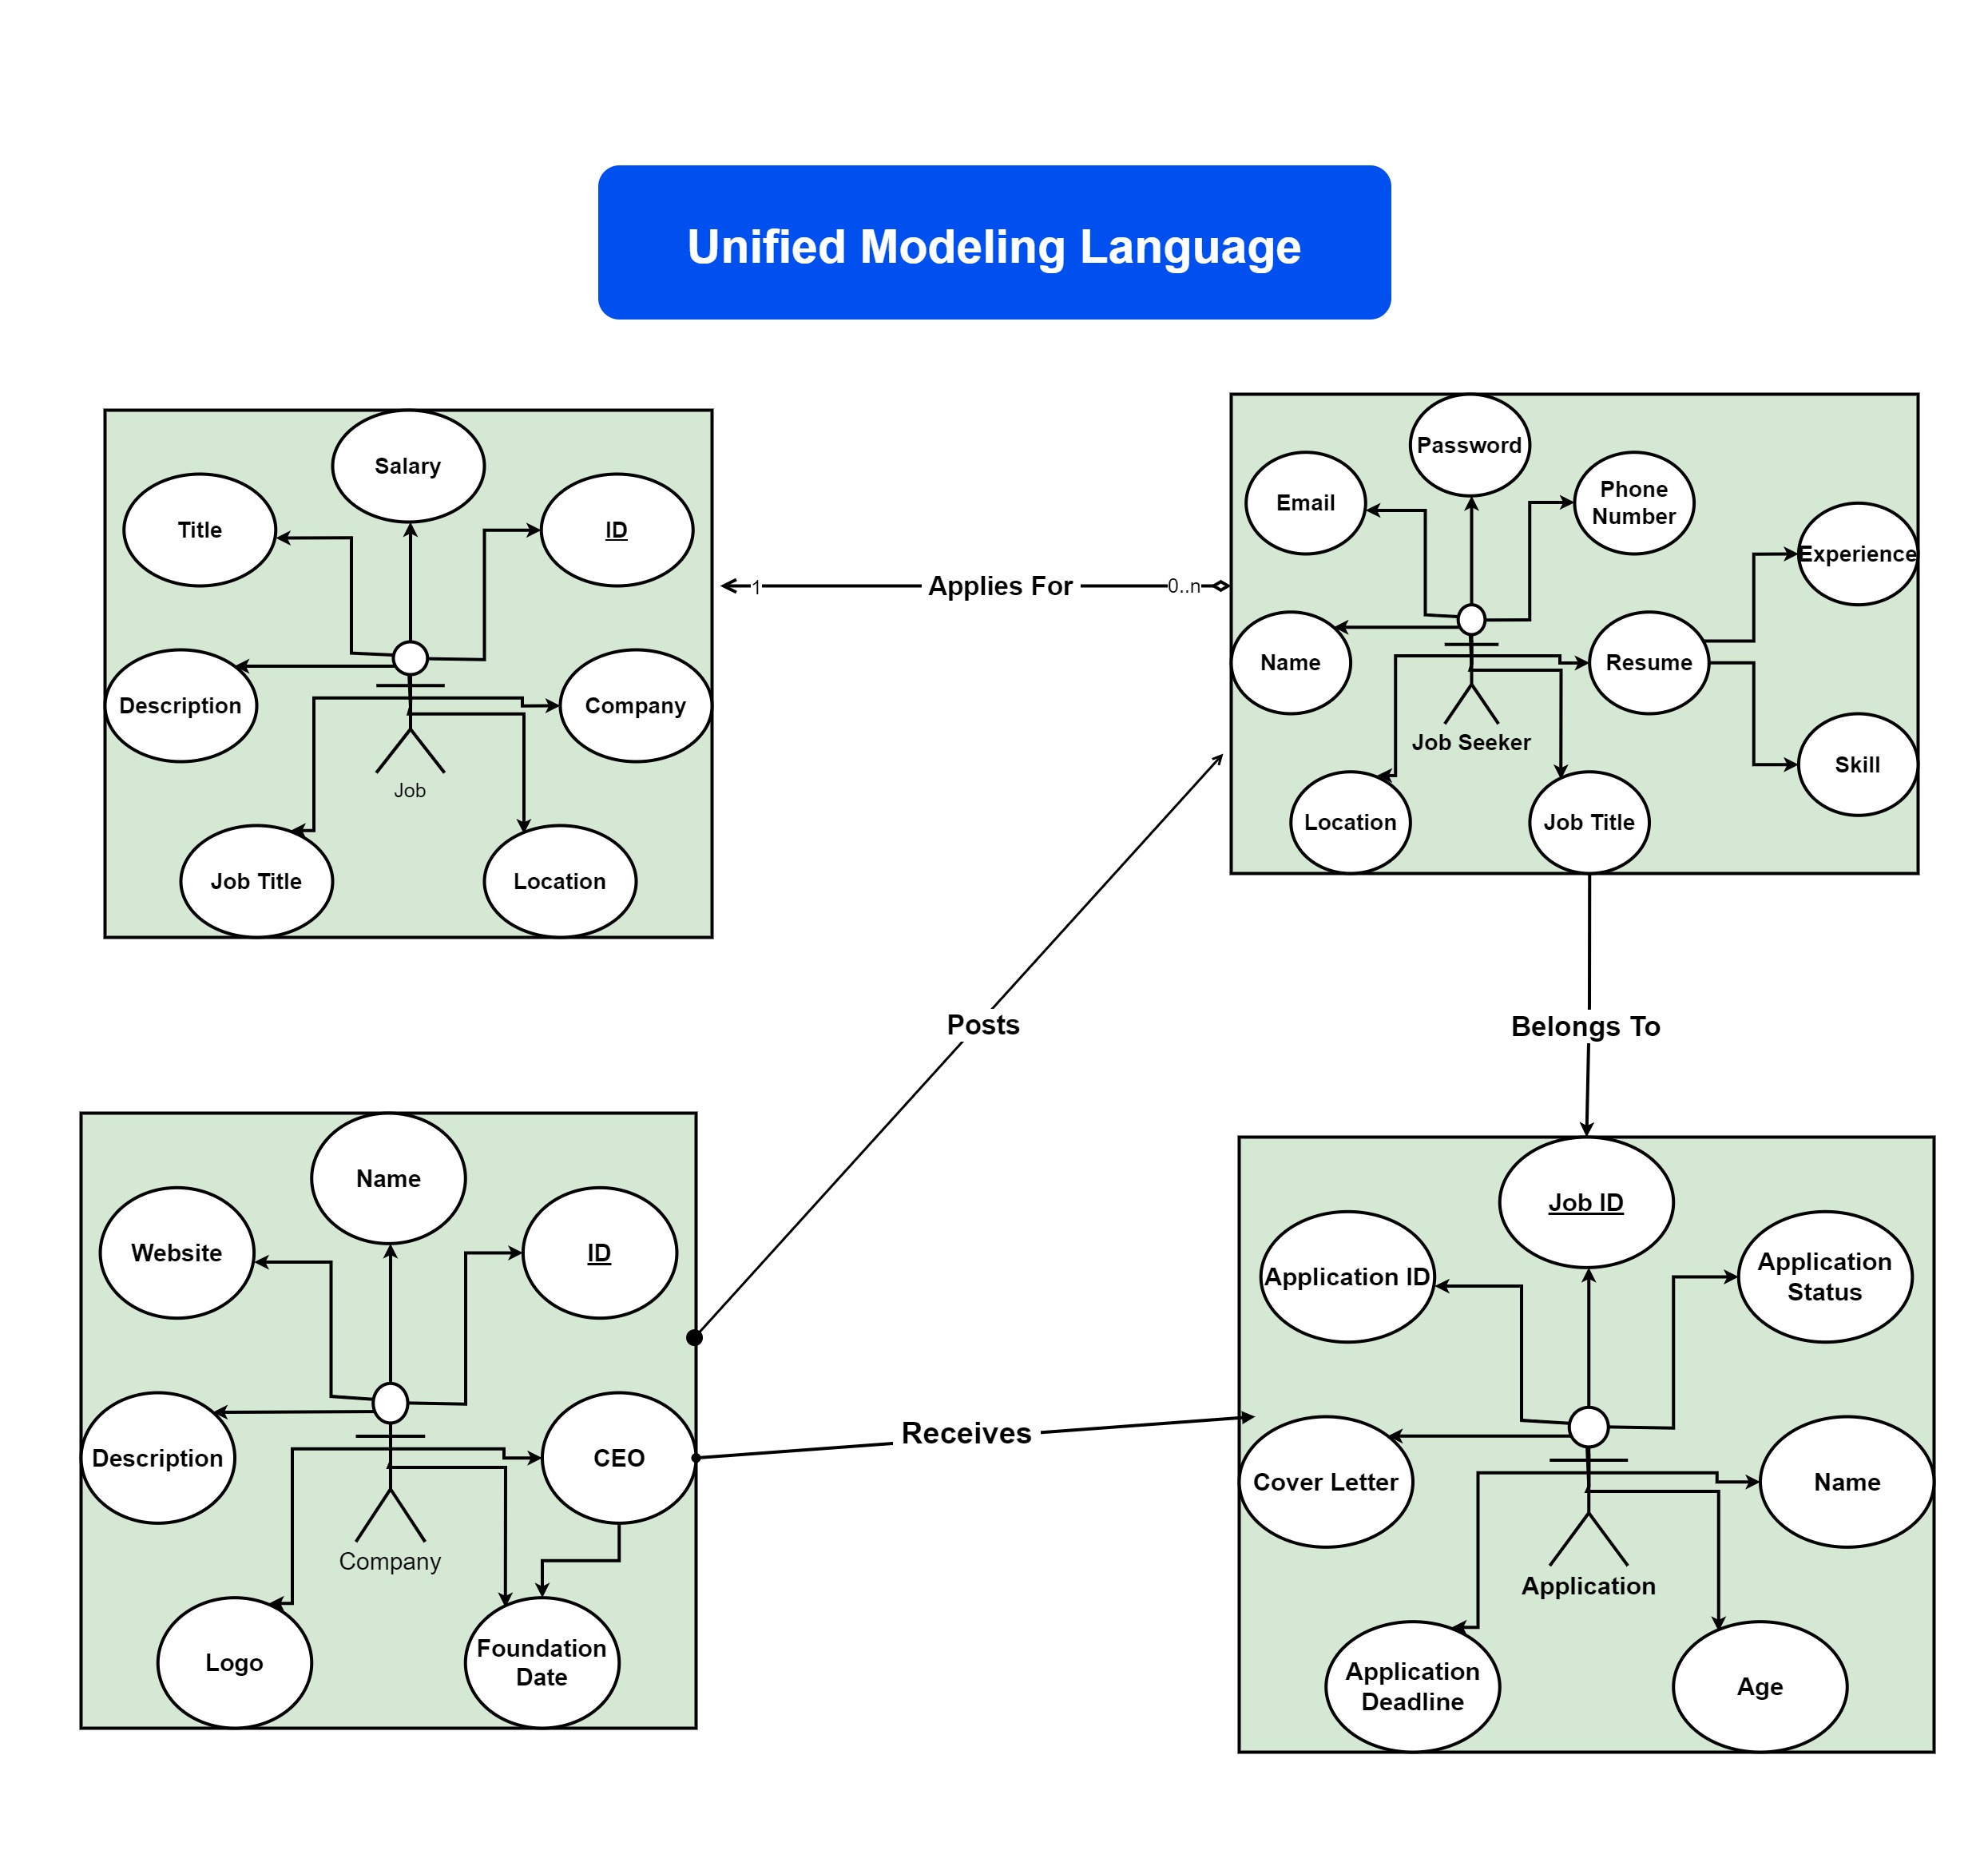 Unified Modeling Language
Salary
Title
ID
Description
Company
Job
Job Title
Location
1
Applies For
0..n
Password
Email
Phone
Number
Experience
Name
Resume
Job Seeker
Skill
Location
Job Title
Posts
Belongs To
Name
Website
ID
Description
CEO
Company
Logo
Foundation
Date
Receives
Job ID
Application ID
Application
Status
Cover Letter
Name
Application
Application
Deadline
Age